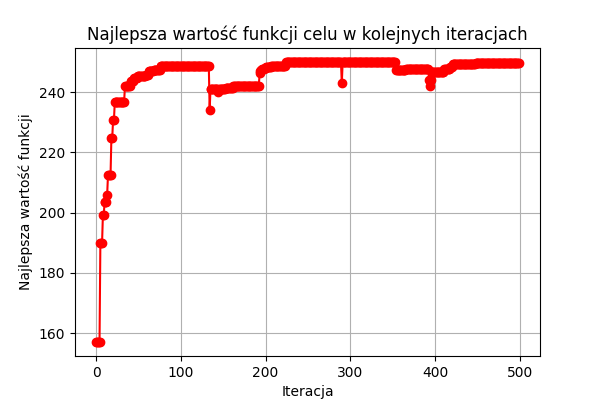 Najlepsza wartość funkcji celu w kolejnych iteracjach
Najlepsza wartość funkcji
240
220
200
180
160
0 100 200 300 400 500
Iteracja